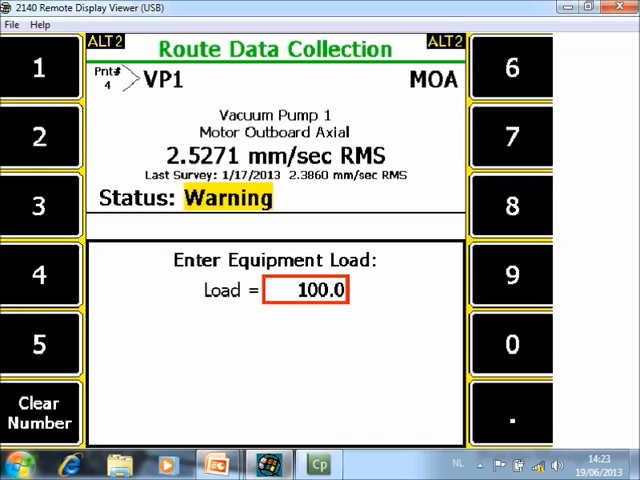 2140 Remote Display Viewer (USB)
File Help
ALT2 Route Data Collection ALT2
Pnt# 4 VP1 MOA
Vacuum Pump 1
Motor Outboard Axial
2.5271 mm/sec RMS
Last Survey: 1/17/2013 2.3860 mm/sec RMS
Status: Warning
Enter Equipment Load:
Load = 100.0
1
2
3
4
5
Clear
Number
6
7
8
9
0
.
Cp
NL
14:23
19/06/2013